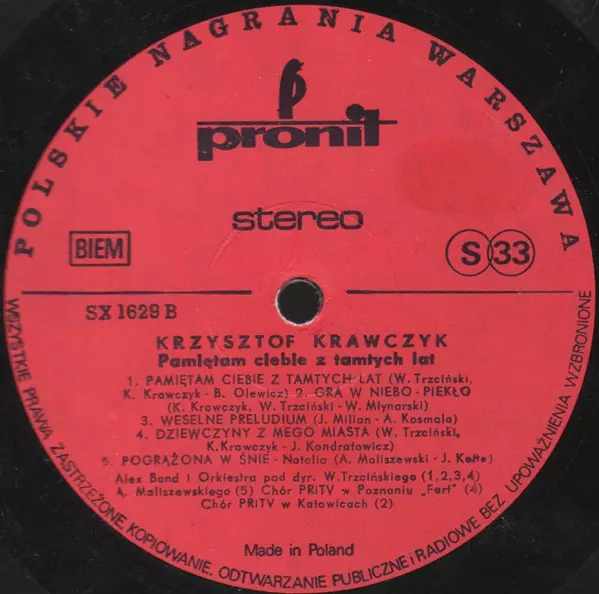 POLSKIE NAGRANIA WARSZAWA
pronit
stereo
BIEM
S 33
SX 1629 B
KRZYSZTOF KRAWCZYK
Pamiętam ciebie z tamtych lat
1. PAMIĘTAM CIEBIE Z TAMTYCH LAT (W. Trzciński,
K. Krawczyk - B. Olewicz) 2. GRA W NIEBO - PIEKŁO
(K. Krawczyk, W. Trzciński - W. Młynarski)
3. WESELNE PRELUDIUM (J. Milian - A. Kosmala)
4. DZIEWCZYNY Z MEGO MIASTA (W. Trzciński,
K.Krawczyk - J. Kondratowicz)
5. POGRĄŻONA W ŚNIE - Natalia (A. Maliszewski - J. Kalta)
Alex Band i Orkiestra pod dyr. W.Trzcińskiego (1,2,3,4)
A. Maliszewskiego (5) Chór PRiTV w Poznaniu „Fart" (4)
Chór PRiTV w Katowicach (2)
Made in Poland
WSZYSTKIE PRAWA ZASTRZEŻONE. KOPIOWANIE, ODTWARZANIE PUBLICZNE i RADIOWE BEZ UPOWAŻNIENIA WZBRONIONE